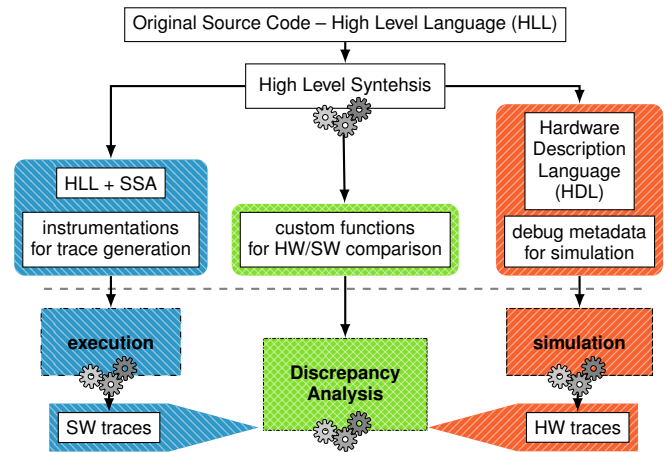 Original Source Code – High Level Language (HLL)
High Level Syntehsis
HLL + SSA
instrumentations
for trace generation
custom functions
for HW/SW comparison
Hardware
Description
Language
(HDL)
debug metadata
for simulation
execution
Discrepancy
Analysis
simulation
SW traces
HW traces